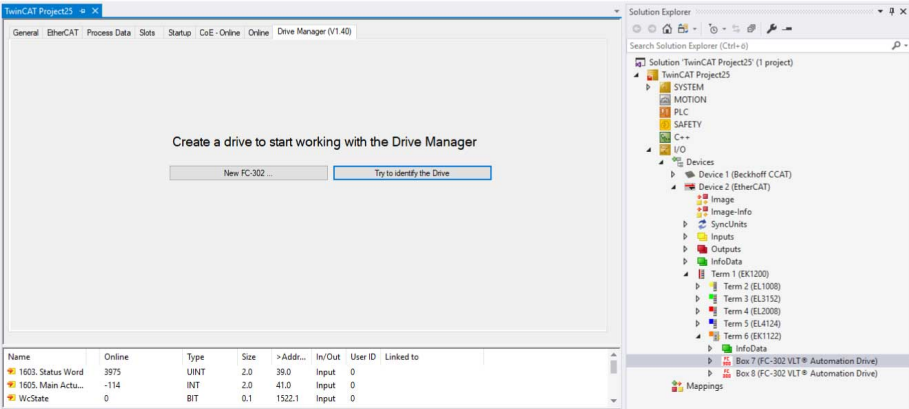 TwinCAT Project25
General EtherCAT Process Data Slots Startup CoE - Online Online Drive Manager (V1.40)
Create a drive to start working with the Drive Manager
New FC-302 ... Try to identify the Drive
Name Online Type Size >Addr... In/Out User ID Linked to
1603. Status Word 3975 UINT 2.0 39.0 Input 0
1605. Main Actu... -114 INT 2.0 41.0 Input 0
WcState 0 BIT 0.1 1522.1 Input 0
Solution Explorer
Search Solution Explorer (Ctrl+ö)
Solution 'TwinCAT Project25' (1 project)
TwinCAT Project25
SYSTEM
MOTION
PLC
SAFETY
C++
I/O
Devices
Device 1 (Beckhoff CCAT)
Device 2 (EtherCAT)
Image
Image-Info
SyncUnits
Inputs
Outputs
InfoData
Term 1 (EK1200)
Term 2 (EL1008)
Term 3 (EL3152)
Term 4 (EL2008)
Term 5 (EL4124)
Term 6 (EK1122)
InfoData
Box 7 (FC-302 VLT® Automation Drive)
Box 8 (FC-302 VLT® Automation Drive)
Mappings